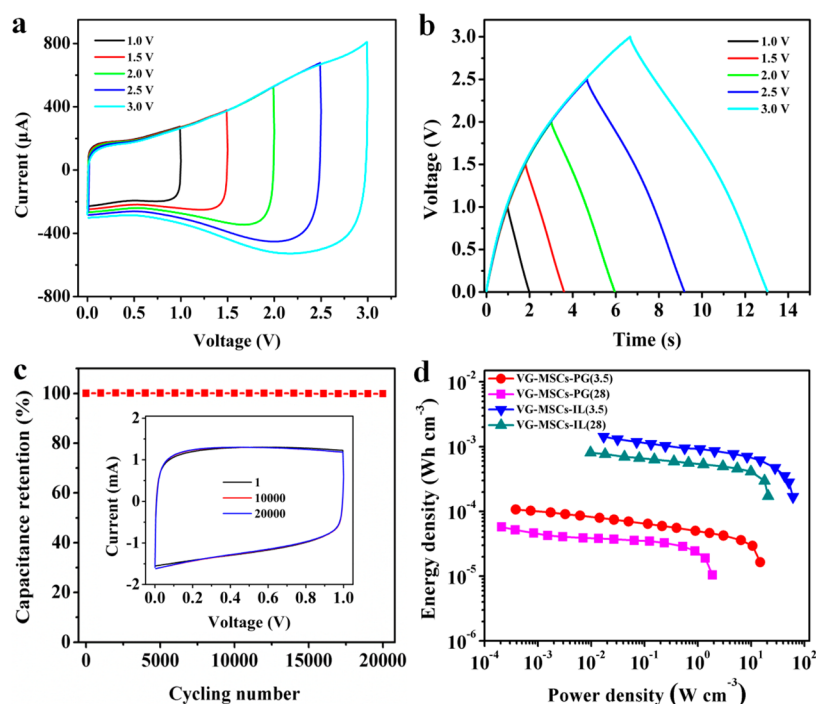 a
800
400
0
-400
-800
Current (μA)
1.0 V
1.5 V
2.0 V
2.5 V
3.0 V
0.0 0.5 1.0 1.5 2.0 2.5 3.0
Voltage (V)
b
3.0
2.5
2.0
1.5
1.0
0.5
0.0
Voltage (V)
1.0 V
1.5 V
2.0 V
2.5 V
3.0 V
0 2 4 6 8 10 12 14
Time (s)
c
120
100
80
60
40
20
0
Capacitance retention (%)
2
1
0
-1
-2
Current (mA)
1
10000
20000
0.0 0.2 0.4 0.6 0.8 1.0
Voltage (V)
0 5000 10000 15000 20000
Cycling number
d
VG-MSCs-PG(3.5)
VG-MSCs-PG(28)
VG-MSCs-IL(3.5)
VG-MSCs-IL(28)
10⁻²
10⁻³
10⁻⁴
10⁻⁵
10⁻⁶
Energy density (Wh cm⁻³)
10⁻⁴ 10⁻³ 10⁻² 10⁻¹ 10⁰ 10¹ 10²
Power density (W cm⁻³)